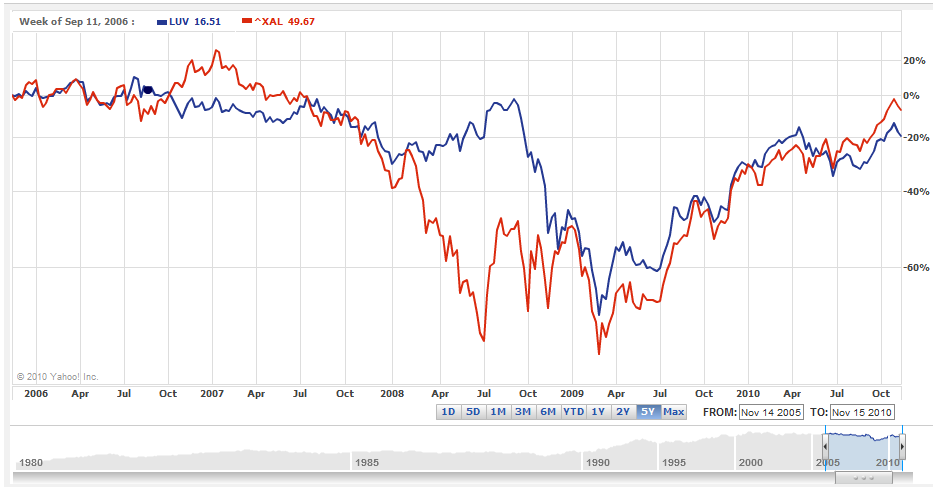 Week of Sep 11, 2006 : LUV 16.51 ^XAL 49.67
20%
0%
-20%
-40%
-60%
© 2010 Yahoo! Inc.
2006 Apr Jul Oct 2007 Apr Jul Oct 2008 Apr Jul Oct 2009 Apr Jul Oct 2010 Apr Jul Oct
1D 5D 1M 3M 6M YTD 1Y 2Y 5Y Max FROM: Nov 14 2005 TO: Nov 15 2010
1980 1985 1990 1995 2000 2005 2010